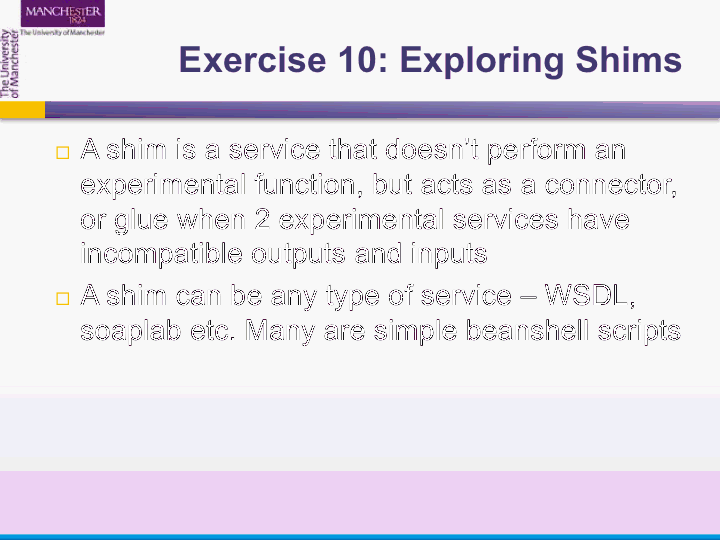 MANCHESTER
1824
The University of Manchester
The University
of Manchester
Exercise 10: Exploring Shims
A shim is a service that doesn't perform an
experimental function, but acts as a connector,
or glue when 2 experimental services have
incompatible outputs and inputs
A shim can be any type of service – WSDL,
soaplab etc. Many are simple beanshell scripts